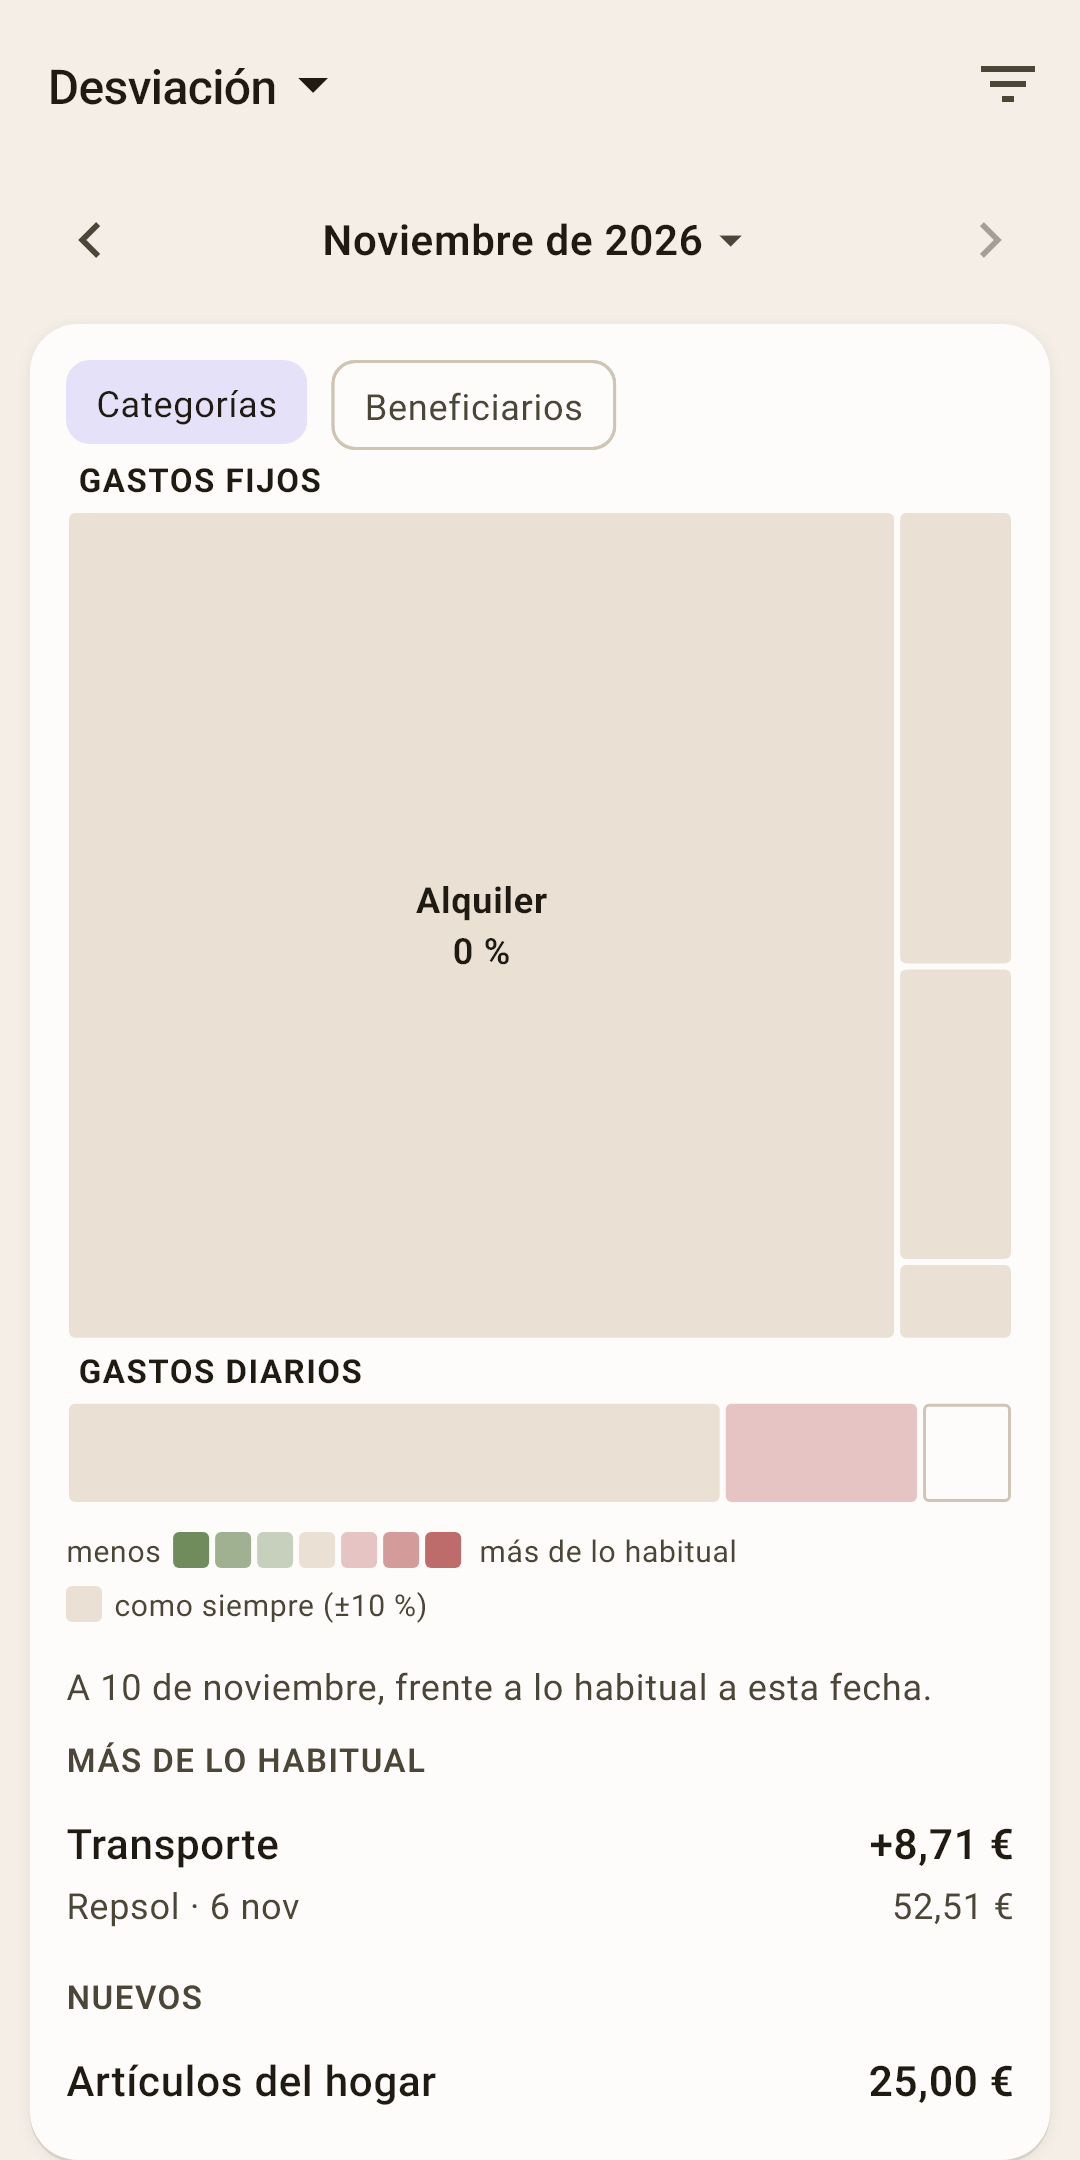 Desviación
Noviembre de 2026
Categorías
Beneficiarios
GASTOS FIJOS
Alquiler
0 %
GASTOS DIARIOS
menos más de lo habitual
como siempre (±10 %)
A 10 de noviembre, frente a lo habitual a esta fecha.
MÁS DE LO HABITUAL
Transporte +8,71 €
Repsol · 6 nov 52,51 €
NUEVOS
Artículos del hogar 25,00 €